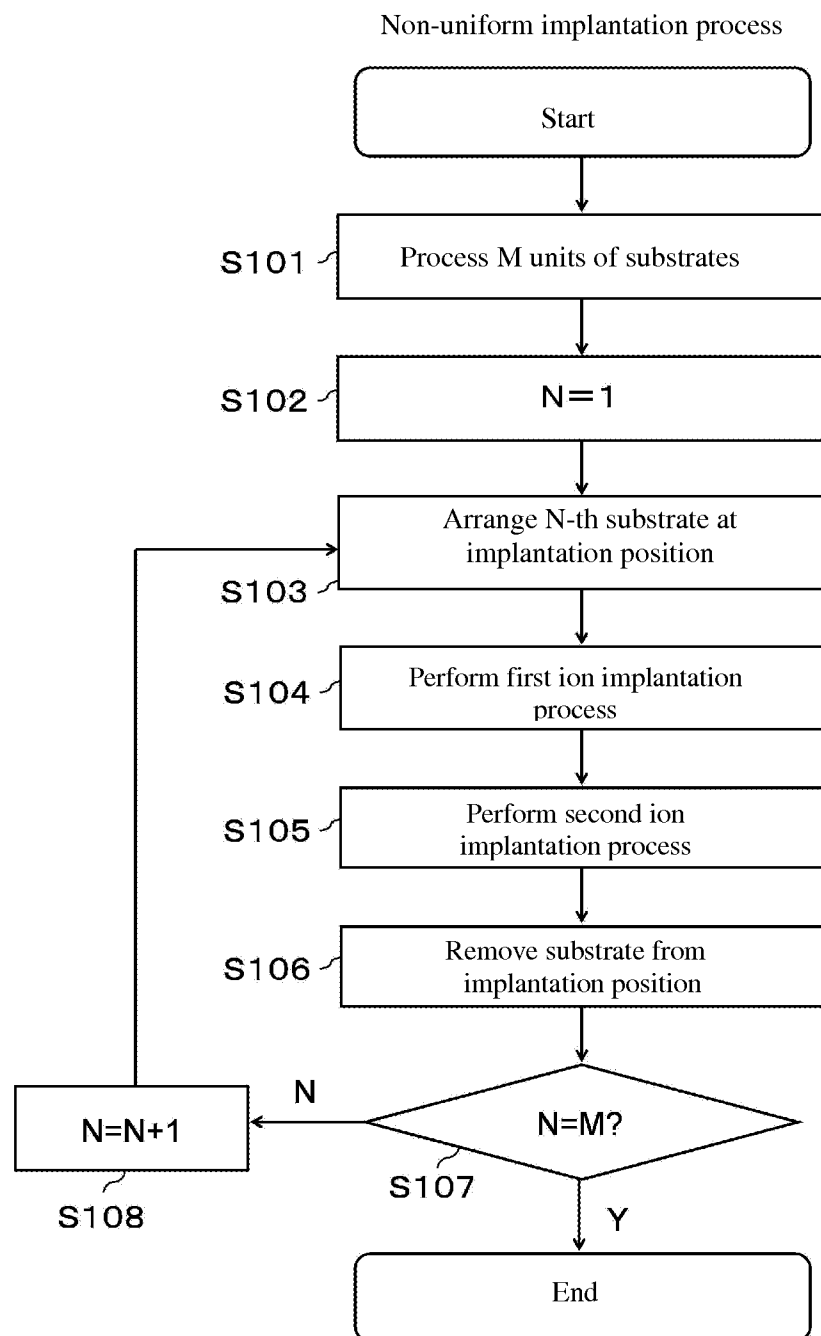 Non-uniform implantation process
Start
S101
Process M units of substrates
S102
N=1
Arrange N-th substrate at
implantation position
S103
Perform first ion implantation
process
S104
Perform second ion
implantation process
S105
Remove substrate from
implantation position
S106
N
N=M?
N=N+1
S107
S108
Y
End